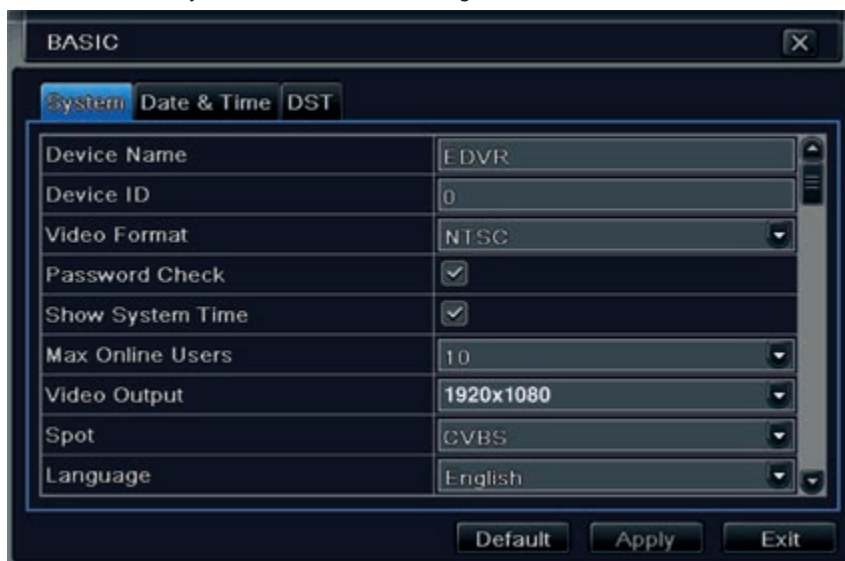 BASIC
System Date & Time DST
Device Name EDVR
Device ID 0
Video Format NTSC
Password Check
Show System Time
Max Online Users 10
Video Output 1920x1080
Spot CVBS
Language English
Default Apply Exit